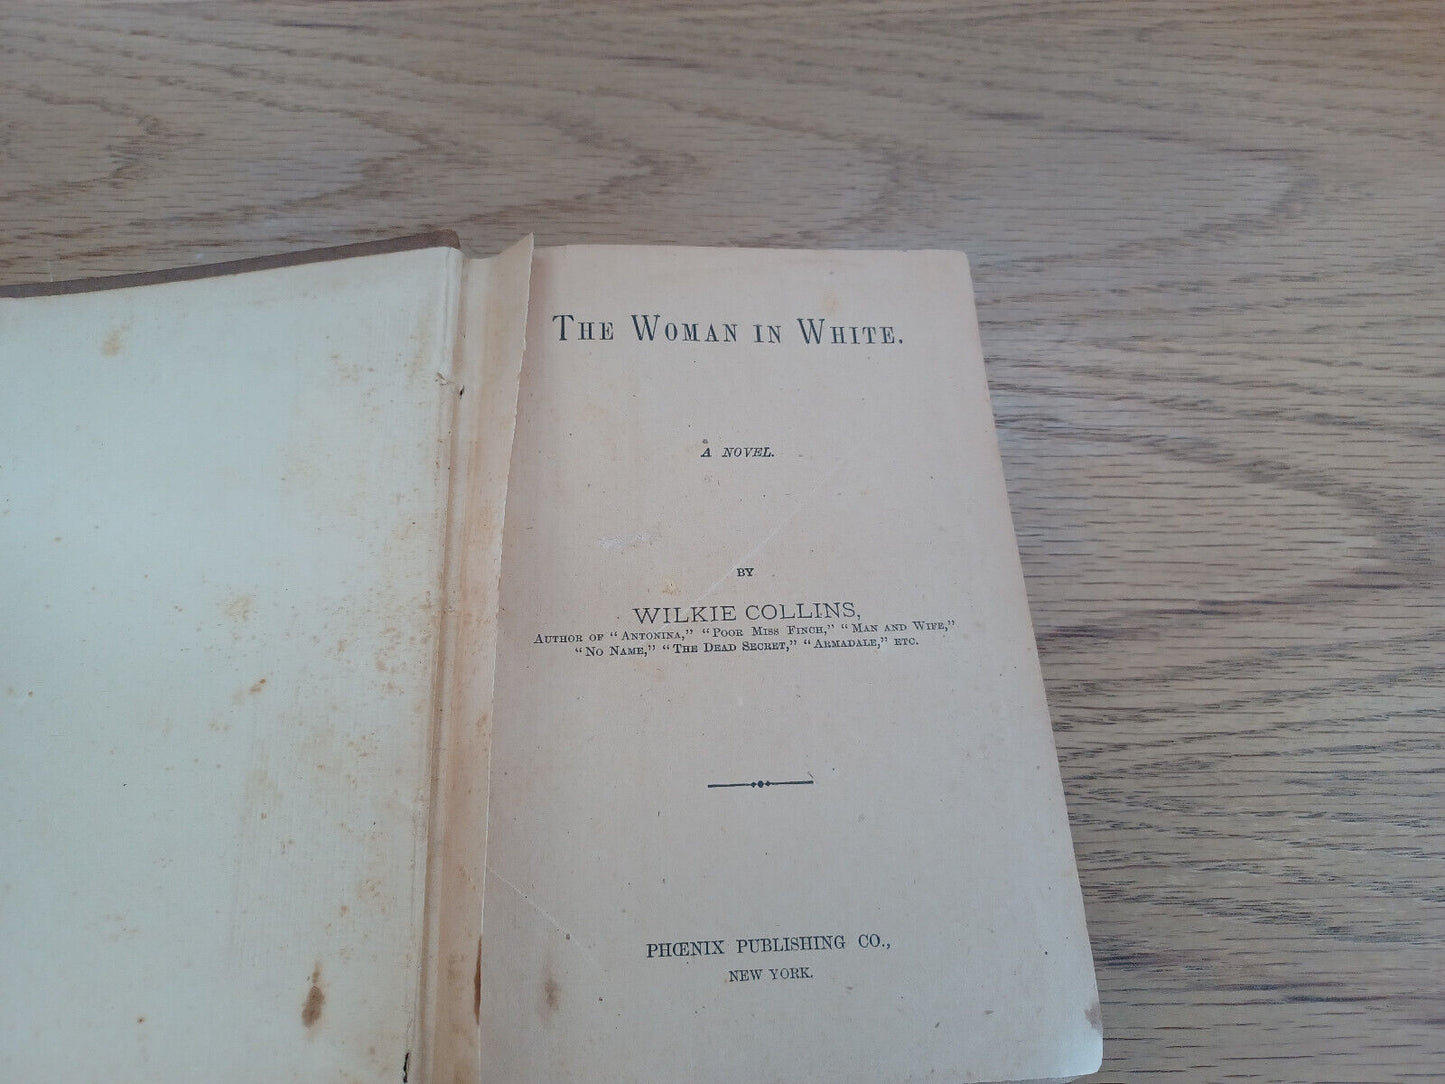 THE WOMAN IN WHITE.
A NOVEL.
BY
WILKIE COLLINS,
AUTHOR OF “ANTONINA,” “POOR MISS FINCH,” “MAN AND WIFE,”
“NO NAME,” “THE DEAD SECRET,” “ARMADALE,” ETC.
PHŒNIX PUBLISHING CO.,
NEW YORK.